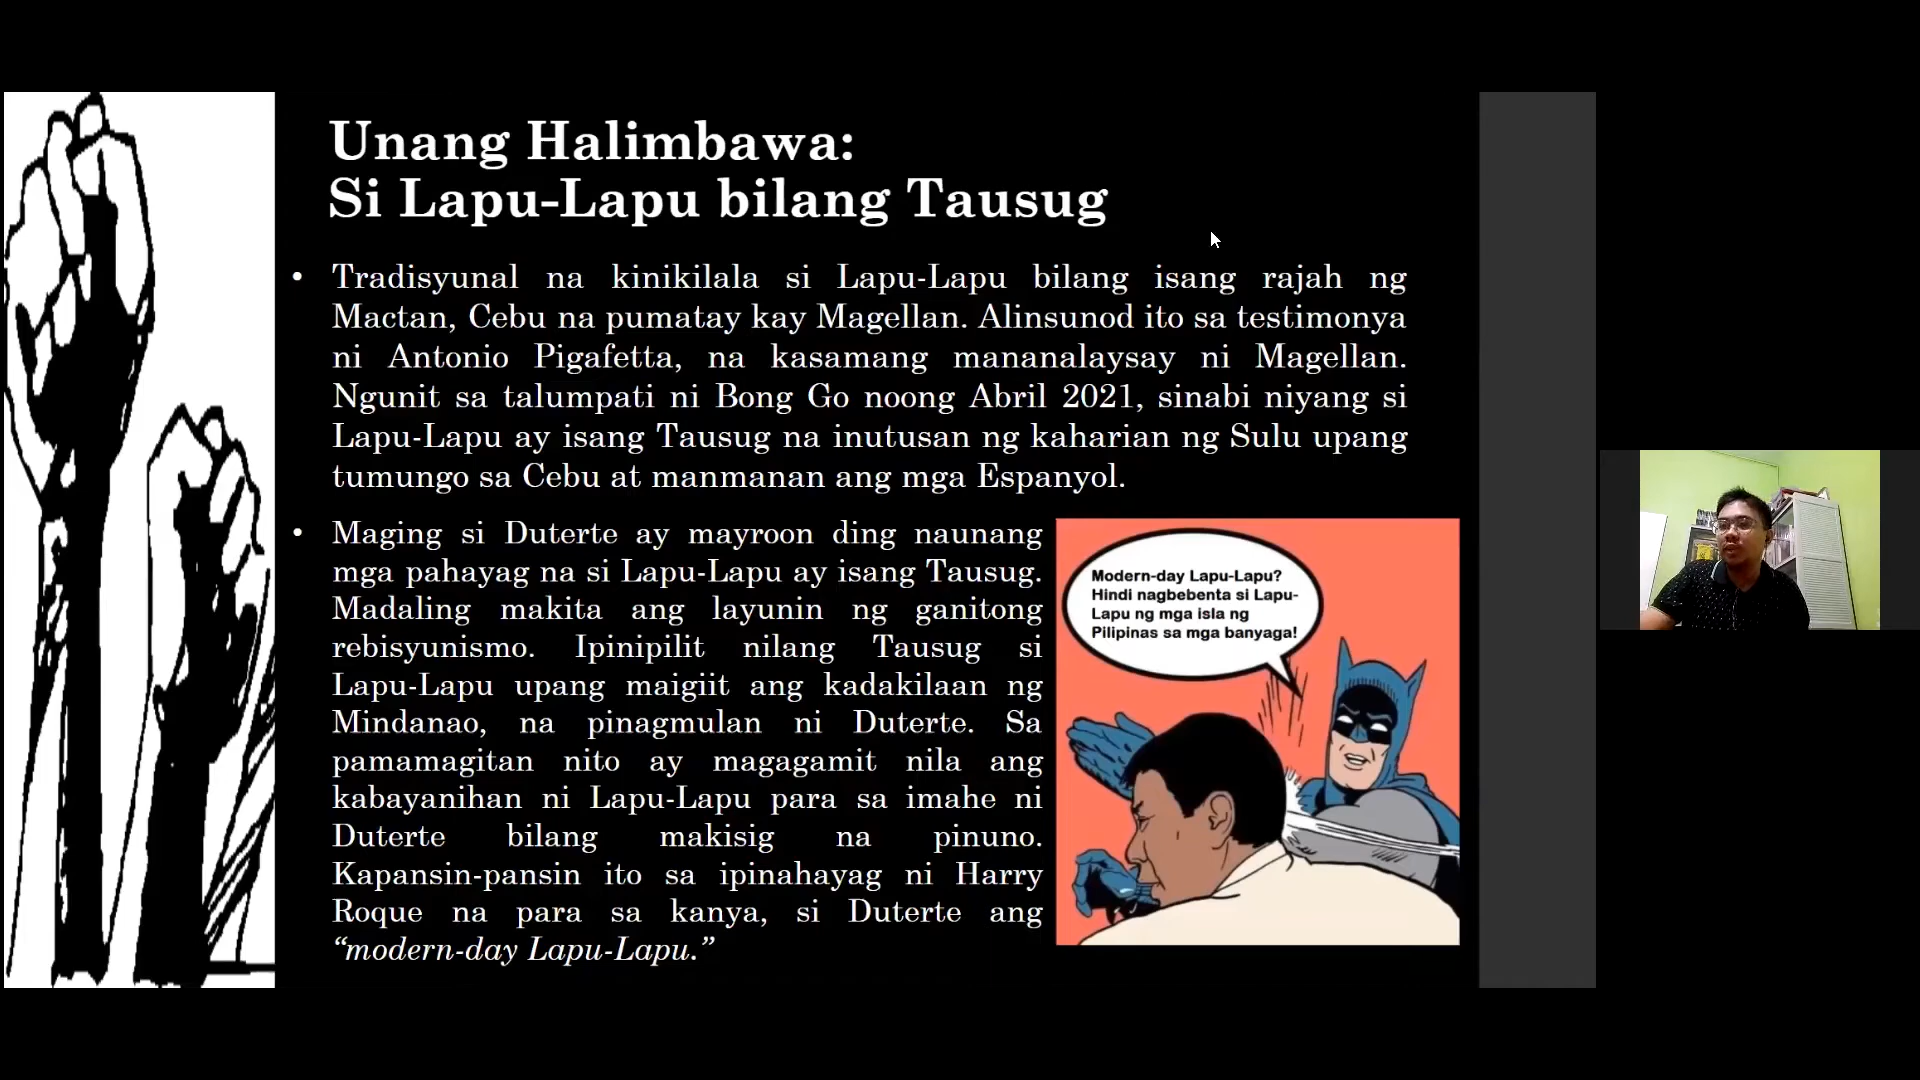 Unang Halimbawa:
Si Lapu-Lapu bilang Tausug
• Tradisyunal na kinikilala si Lapu-Lapu bilang isang rajah ng
Mactan, Cebu na pumatay kay Magellan. Alinsunod ito sa testimonya
ni Antonio Pigafetta, na kasamang mananalaysay ni Magellan.
Ngunit sa talumpati ni Bong Go noong Abril 2021, sinabi niyang si
Lapu-Lapu ay isang Tausug na inutusan ng kaharian ng Sulu upang
tumungo sa Cebu at manmanan ang mga Espanyol.
• Maging si Duterte ay mayroon ding naunang
mga pahayag na si Lapu-Lapu ay isang Tausug.
Madaling makita ang layunin ng ganitong
rebisyunismo. Ipinipilit nilang Tausug si
Lapu-Lapu upang maigiit ang kadakilaan ng
Mindanao, na pinagmulan ni Duterte. Sa
pamamagitan nito ay magagamit nila ang
kabayanihan ni Lapu-Lapu para sa imahe ni
Duterte bilang makisig na pinuno.
Kapansin-pansin ito sa ipinahayag ni Harry
Roque na para sa kanya, si Duterte ang
“modern-day Lapu-Lapu.”
Modern-day Lapu-Lapu?
Hindi nagbebenta si Lapu-
Lapu ng mga isla ng
Pilipinas sa mga banyaga!